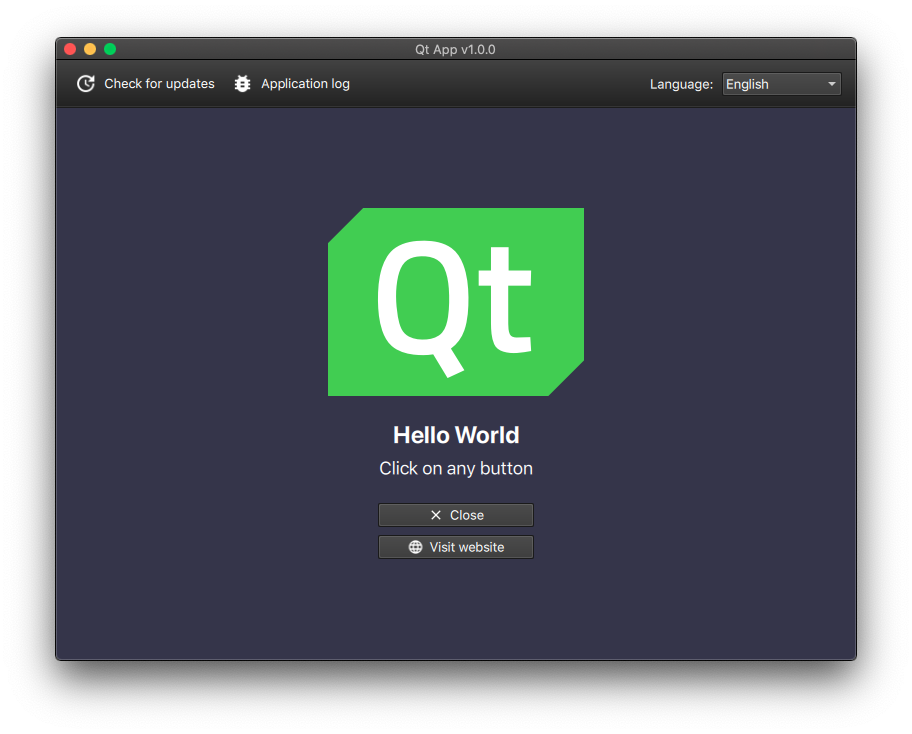 Qt App v1.0.0
Check for updates Application log Language: English
Qt
Hello World
Click on any button
Close
Visit website